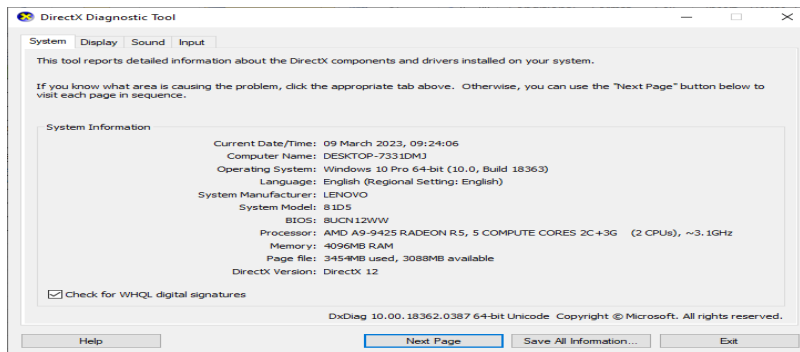 DirectX Diagnostic Tool
System Display Sound Input
This tool reports detailed information about the DirectX components and drivers installed on your system.
If you know what area is causing the problem, click the appropriate tab above. Otherwise, you can use the "Next Page" button below to
visit each page in sequence.
System Information
Current Date/Time: 09 March 2023, 09:24:06
Computer Name: DESKTOP-7331DMJ
Operating System: Windows 10 Pro 64-bit (10.0, Build 18363)
Language: English (Regional Setting: English)
System Manufacturer: LENOVO
System Model: 81D5
BIOS: 8UCN12WW
Processor: AMD A9-9425 RADEON R5, 5 COMPUTE CORES 2C+3G (2 CPUs), ~3.1GHz
Memory: 4096MB RAM
Page file: 3454MB used, 3088MB available
DirectX Version: DirectX 12
Check for WHQL digital signatures
DxDiag 10.00.18362.0387 64-bit Unicode Copyright © Microsoft. All rights reserved.
Help Next Page Save All Information... Exit